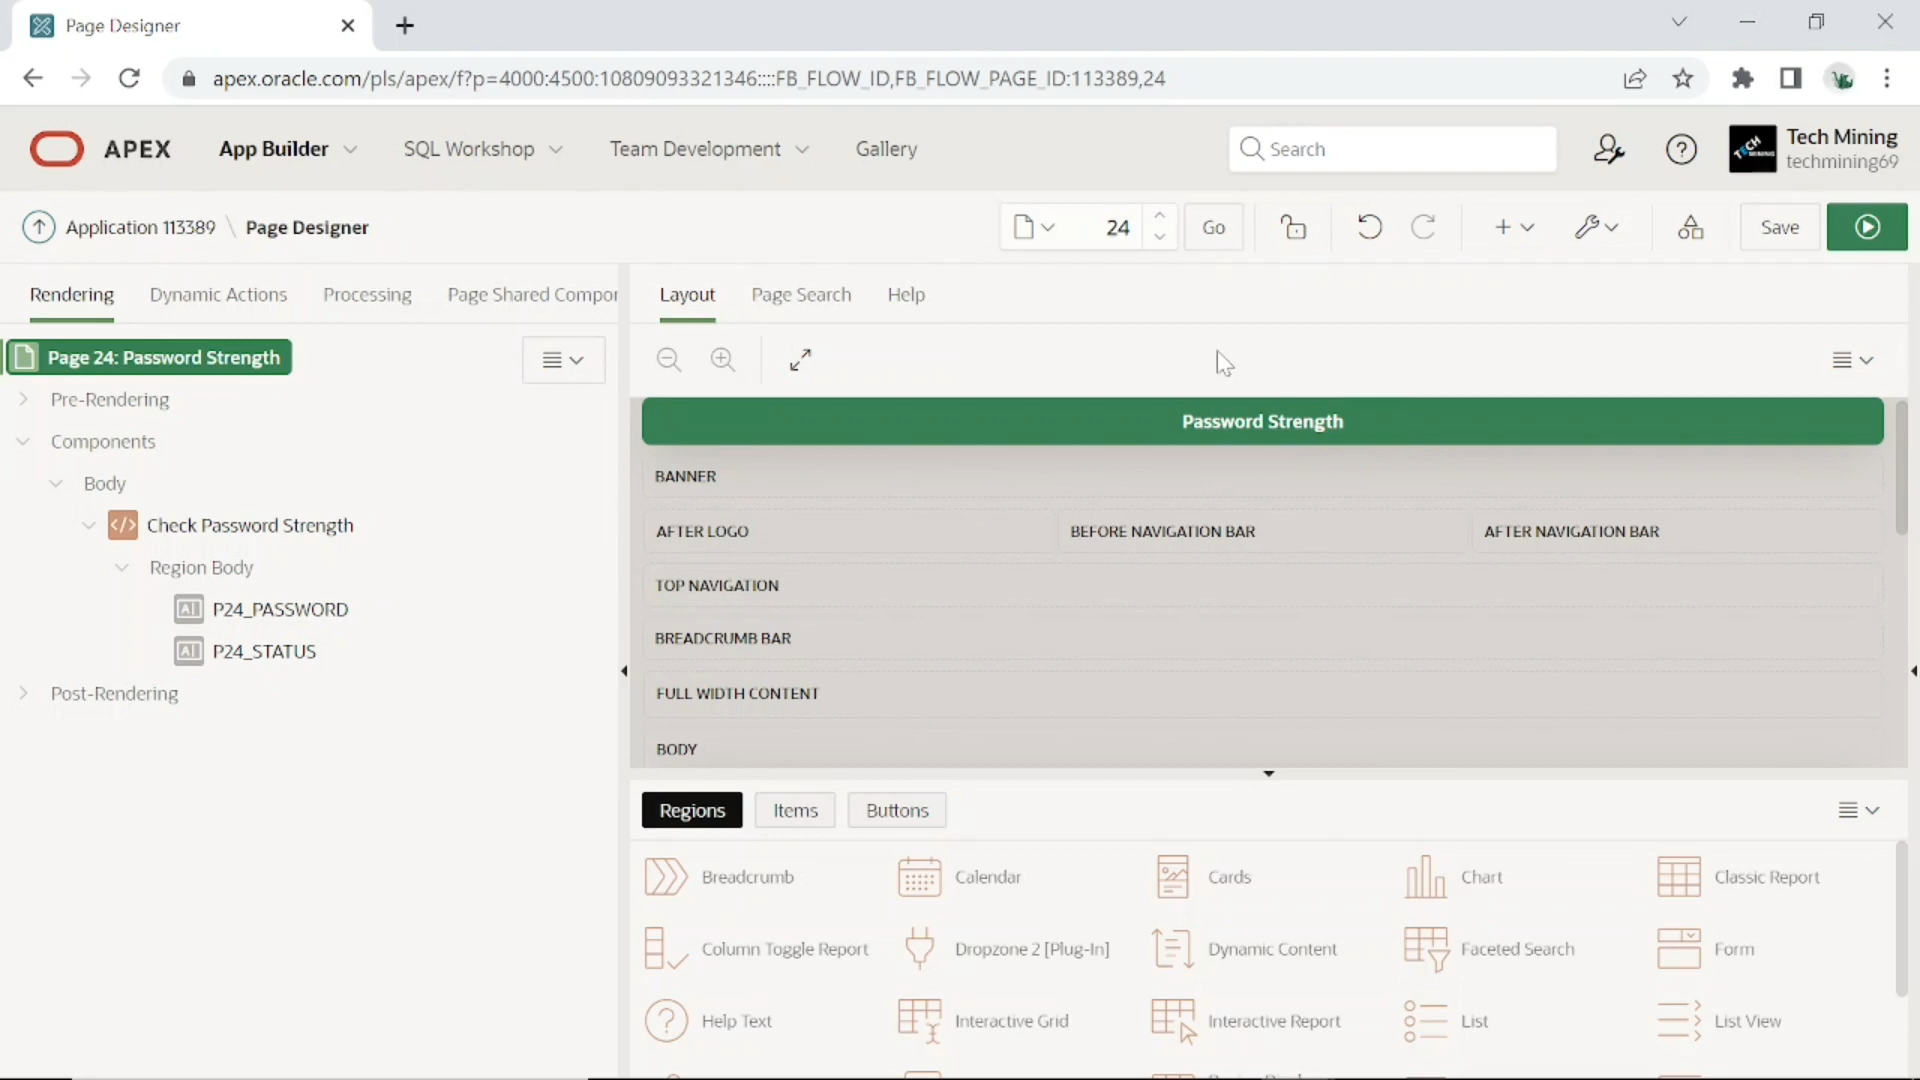 Page Designer
apex.oracle.com/pls/apex/f?p=4000:4500:10809093321346::::FB_FLOW_ID,FB_FLOW_PAGE_ID:113389,24
APEX App Builder SQL Workshop Team Development Gallery Search Tech Mining
techmining69
Application 113389 \ Page Designer 24 Go Save
Rendering Dynamic Actions Processing Page Shared Compor
Layout Page Search Help
Page 24: Password Strength
Pre-Rendering
Components
Body
Check Password Strength
Region Body
P24_PASSWORD
P24_STATUS
Post-Rendering
Password Strength
BANNER
AFTER LOGO BEFORE NAVIGATION BAR AFTER NAVIGATION BAR
TOP NAVIGATION
BREADCRUMB BAR
FULL WIDTH CONTENT
BODY
Regions Items Buttons
Breadcrumb Calendar Cards Chart Classic Report
Column Toggle Report Dropzone 2 [Plug-In] Dynamic Content Faceted Search Form
Help Text Interactive Grid Interactive Report List List View